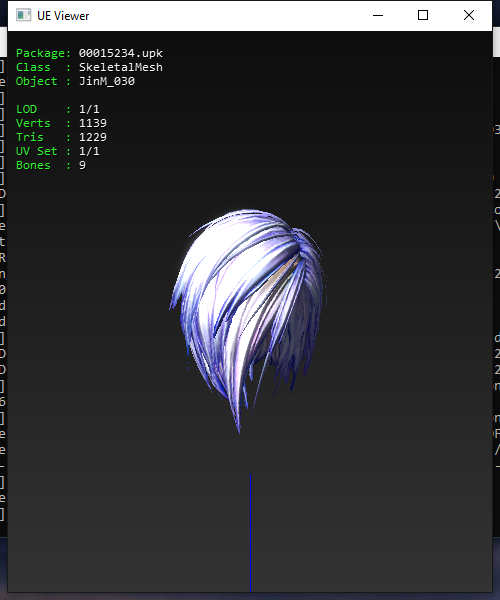 UE Viewer
Package: 00015234.upk
Class : SkeletalMesh
Object : JinM_030
LOD : 1/1
Verts : 1139
Tris : 1229
UV Set : 1/1
Bones : 9